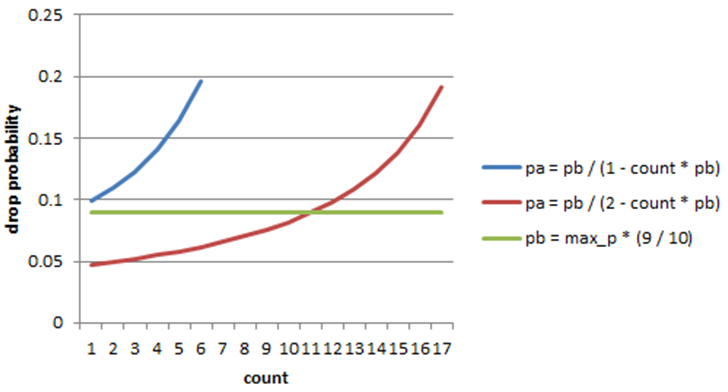 0.25
0.2
0.15
0.1
0.05
0
drop probability
1 2 3 4 5 6 7 8 9 10 11 12 13 14 15 16 17
count
pa = pb / (1 - count * pb)
pa = pb / (2 - count * pb)
pb = max_p * (9 / 10)